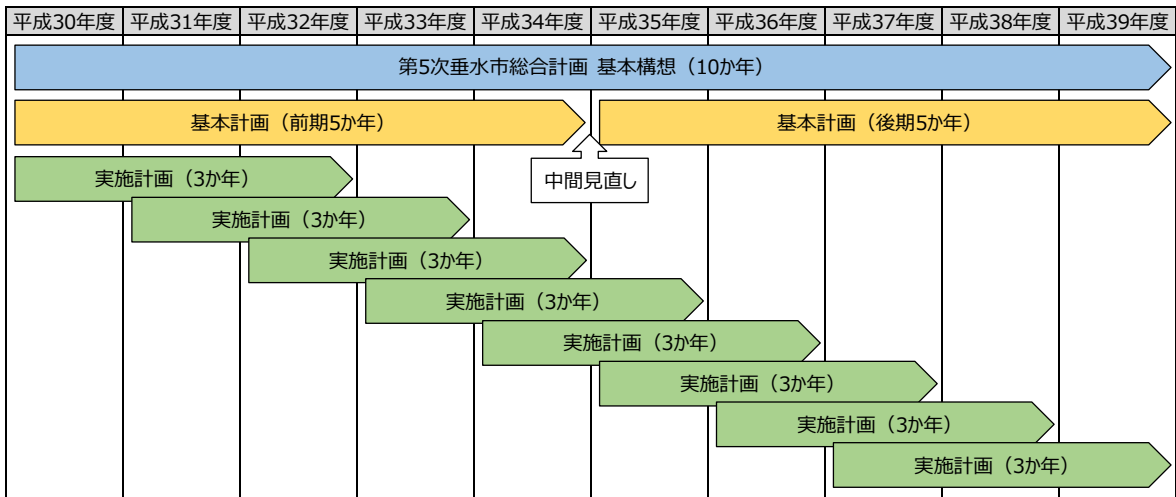 平成30年度 平成31年度 平成32年度 平成33年度 平成34年度 平成35年度 平成36年度 平成37年度 平成38年度 平成39年度
第5次垂水市総合計画 基本構想（10か年）
基本計画（前期5か年） 基本計画（後期5か年）
中間見直し
実施計画（3か年）
実施計画（3か年）
実施計画（3か年）
実施計画（3か年）
実施計画（3か年）
実施計画（3か年）
実施計画（3か年）
実施計画（3か年）